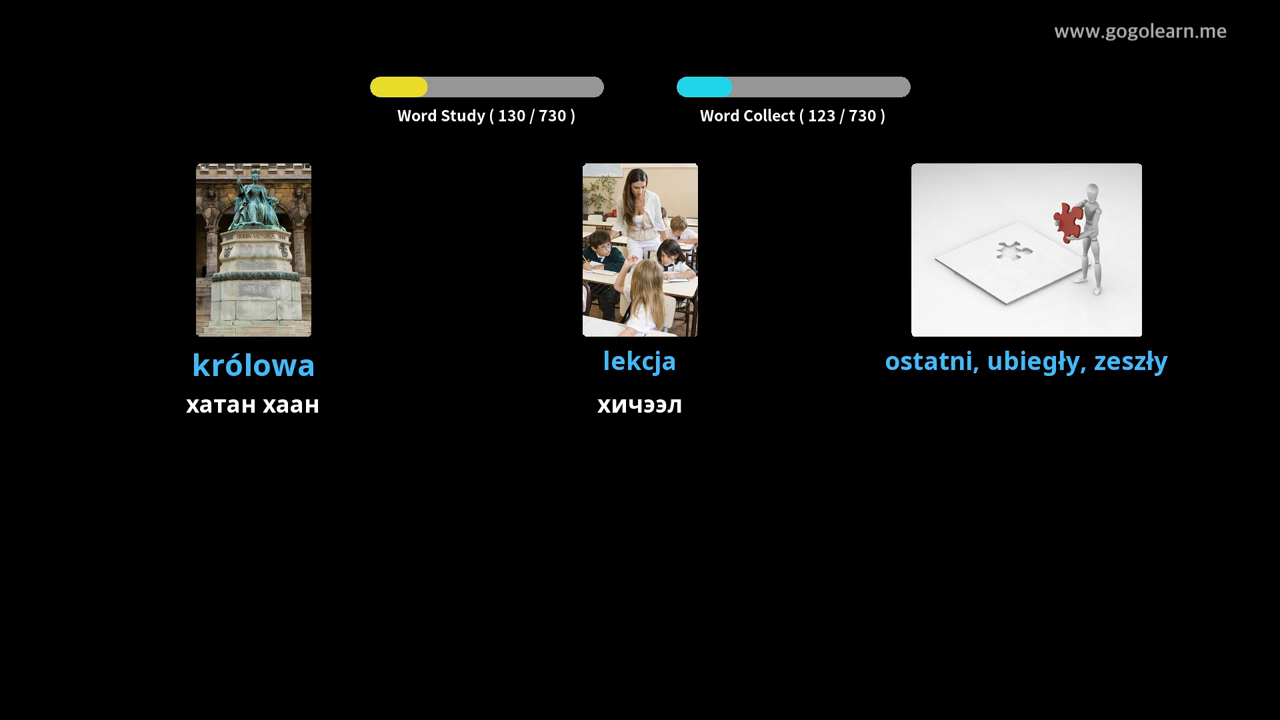 www.gogolearn.me
Word Study ( 130 / 730 )
Word Collect ( 123 / 730 )
królowa
хатан хаан
lekcja
хичээл
ostatni, ubiegły, zeszły